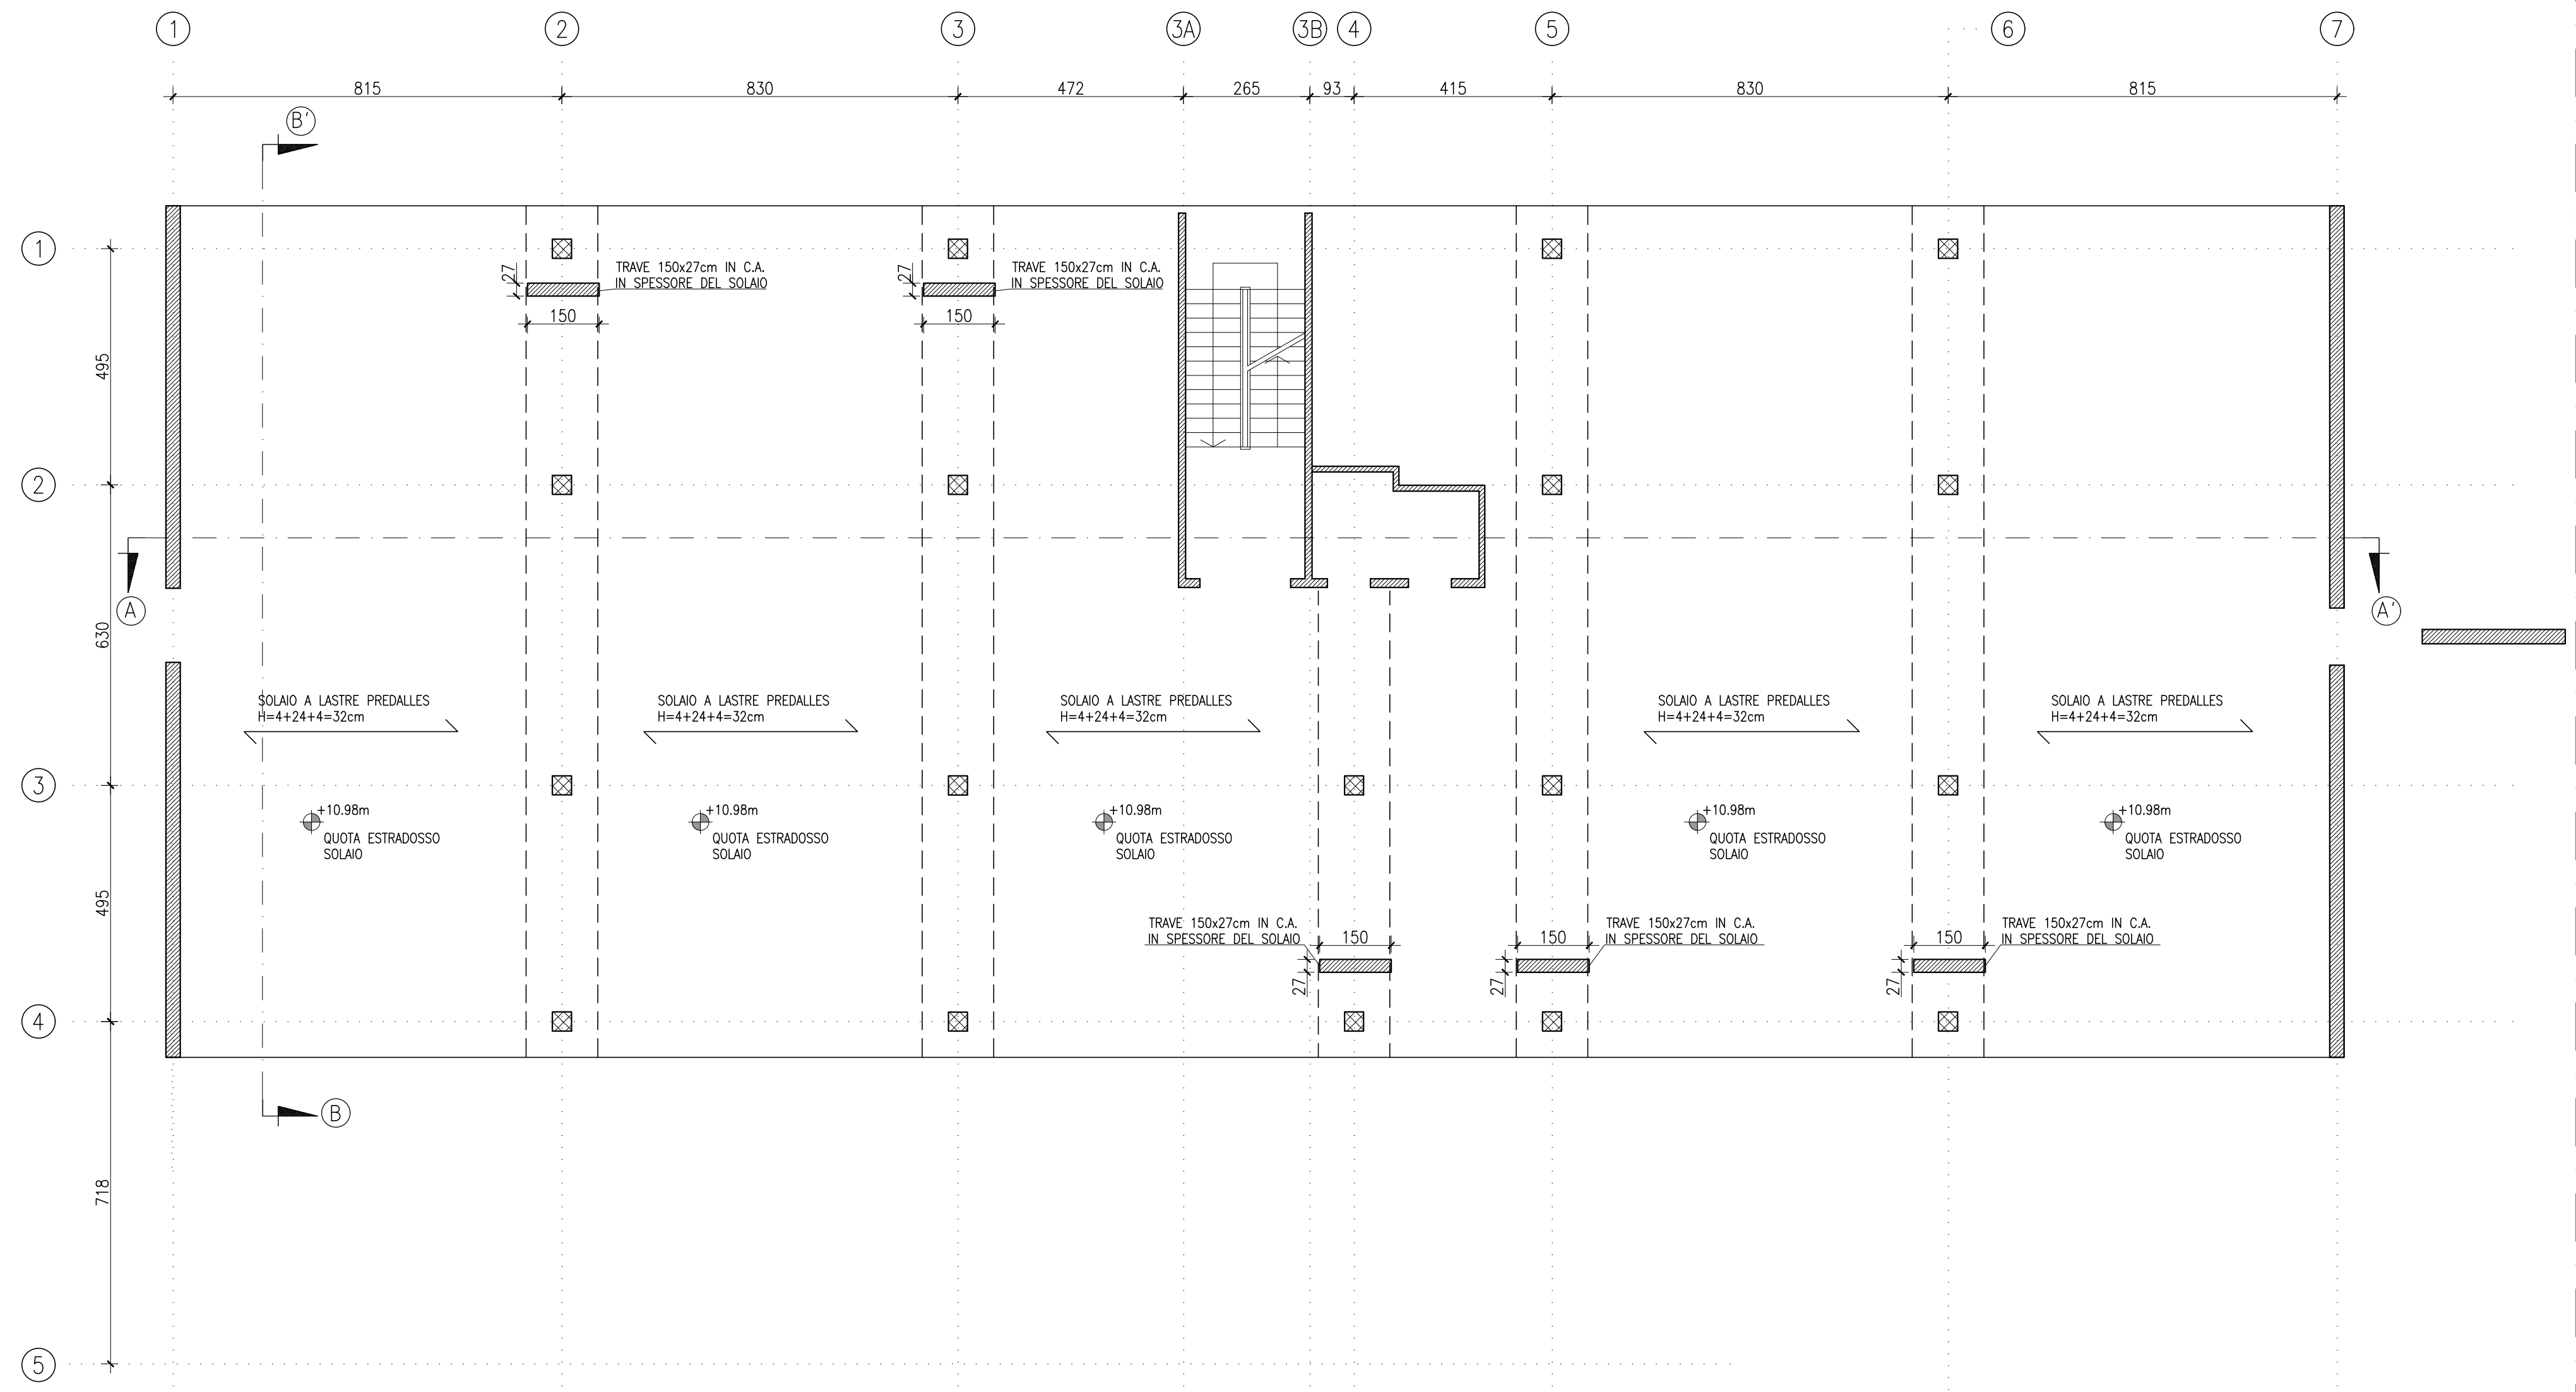 1 2 3 3A 3B 4 5 6 7
815 830 472 265 93 415 830 815
B'
1
27 TRAVE 150x27cm IN C.A.
IN SPESSORE DEL SOLAIO
150
27 TRAVE 150x27cm IN C.A.
IN SPESSORE DEL SOLAIO
150
495
2
A
A'
630
SOLAIO A LASTRE PREDALLES
H=4+24+4=32cm
SOLAIO A LASTRE PREDALLES
H=4+24+4=32cm
SOLAIO A LASTRE PREDALLES
H=4+24+4=32cm
SOLAIO A LASTRE PREDALLES
H=4+24+4=32cm
SOLAIO A LASTRE PREDALLES
H=4+24+4=32cm
3
+10.98m
QUOTA ESTRADOSSO
SOLAIO
+10.98m
QUOTA ESTRADOSSO
SOLAIO
+10.98m
QUOTA ESTRADOSSO
SOLAIO
+10.98m
QUOTA ESTRADOSSO
SOLAIO
+10.98m
QUOTA ESTRADOSSO
SOLAIO
495
TRAVE 150x27cm IN C.A.
IN SPESSORE DEL SOLAIO
150
27
TRAVE 150x27cm IN C.A.
IN SPESSORE DEL SOLAIO
150
27
TRAVE 150x27cm IN C.A.
IN SPESSORE DEL SOLAIO
150
27
4
B
718
5